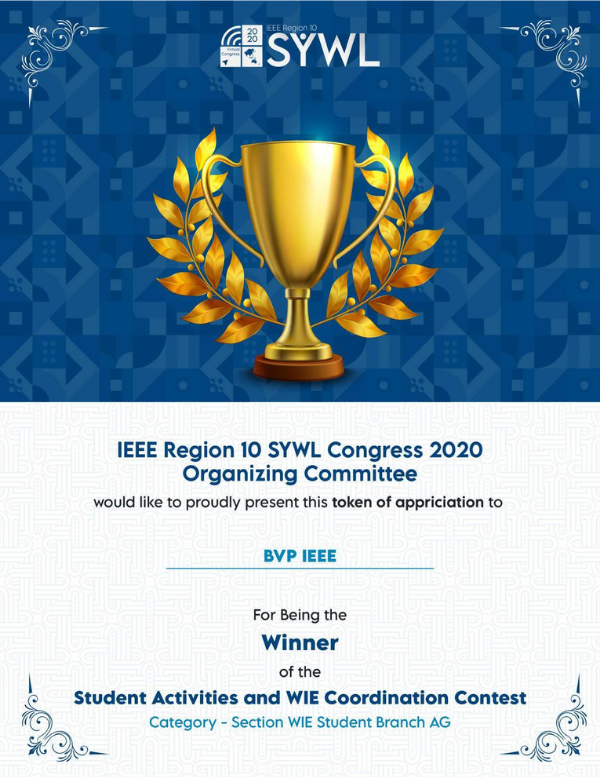 IEEE Region 10
20
20
Virtual
Congress
SYWL
IEEE Region 10 SYWL Congress 2020
Organizing Committee
would like to proudly present this token of appriciation to
BVP IEEE
For Being the
Winner
of the
Student Activities and WIE Coordination Contest
Category - Section WIE Student Branch AG